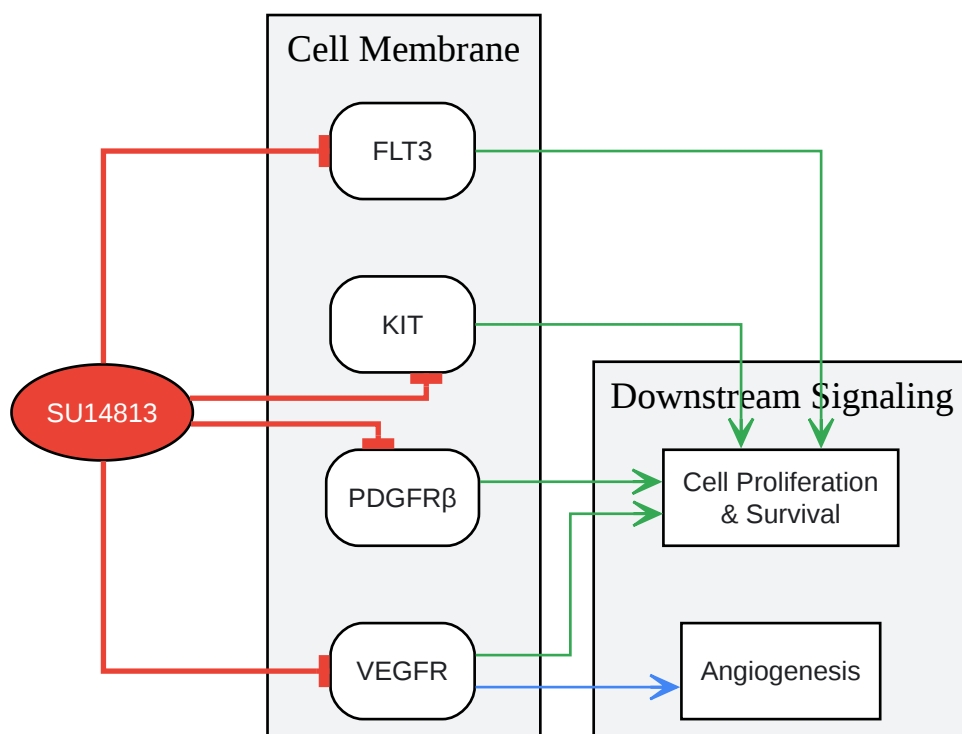 Cell Membrane
FLT3
KIT
SU14813
Downstream Signaling
PDGFRβ
Cell Proliferation
& Survival
VEGFR
Angiogenesis